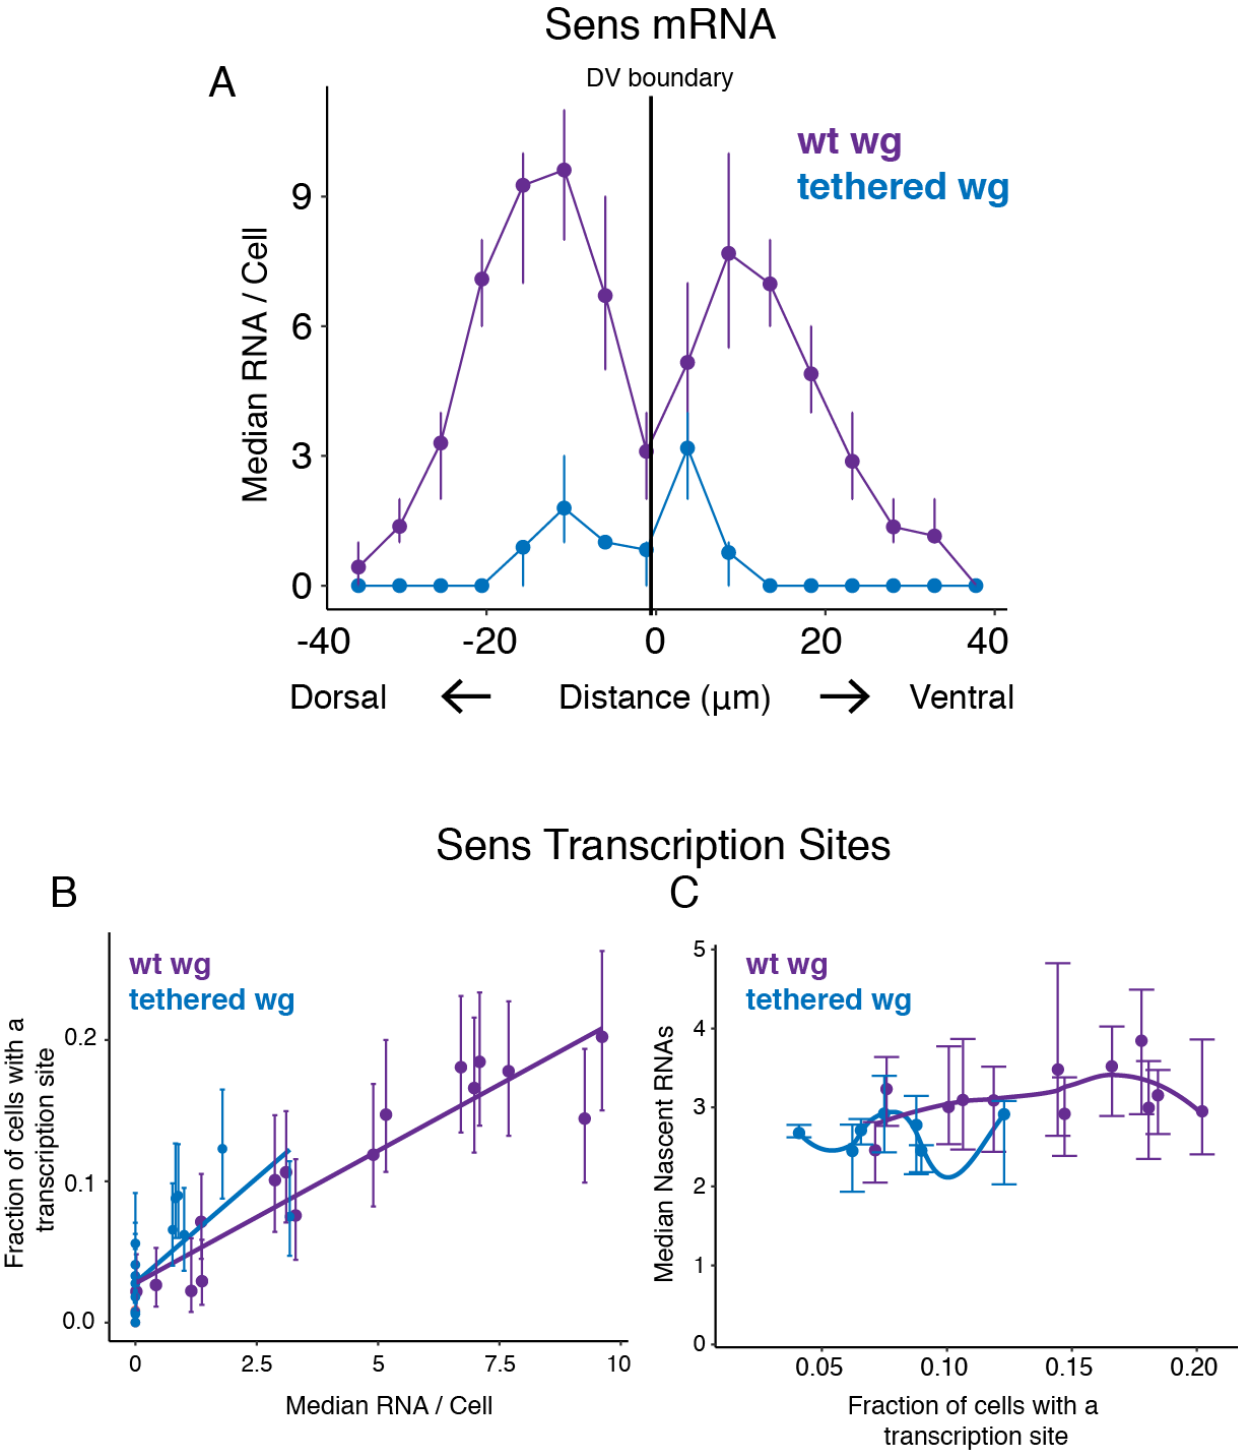 Sens mRNA
A
DV boundary
wt wg
tethered wg
Median RNA / Cell
9
6
3
0
-40
-20
0
20
40
Dorsal
Distance (µm)
Ventral
Sens Transcription Sites
B
wt wg
tethered wg
Fraction of cells with a
transcription site
0.2
0.1
0.0
0
2.5
5
7.5
10
Median RNA / Cell
C
wt wg
tethered wg
Median Nascent RNAs
5
4
3
2
1
0
0.05
0.10
0.15
0.20
Fraction of cells with a
transcription site